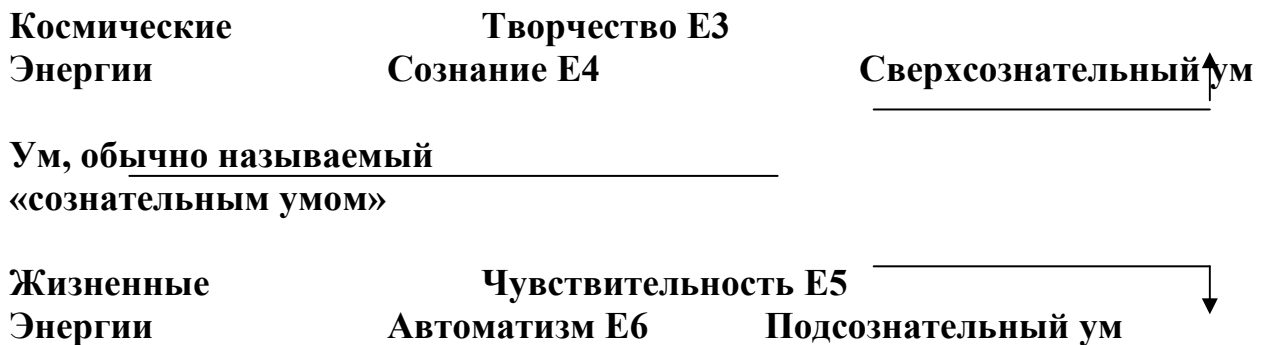 Космические Творчество Е3
Энергии Сознание Е4 Сверхсознательный ум
Ум, обычно называемый
«сознательным умом»
Жизненные Чувствительность Е5
Энергии Автоматизм Е6 Подсознательный ум